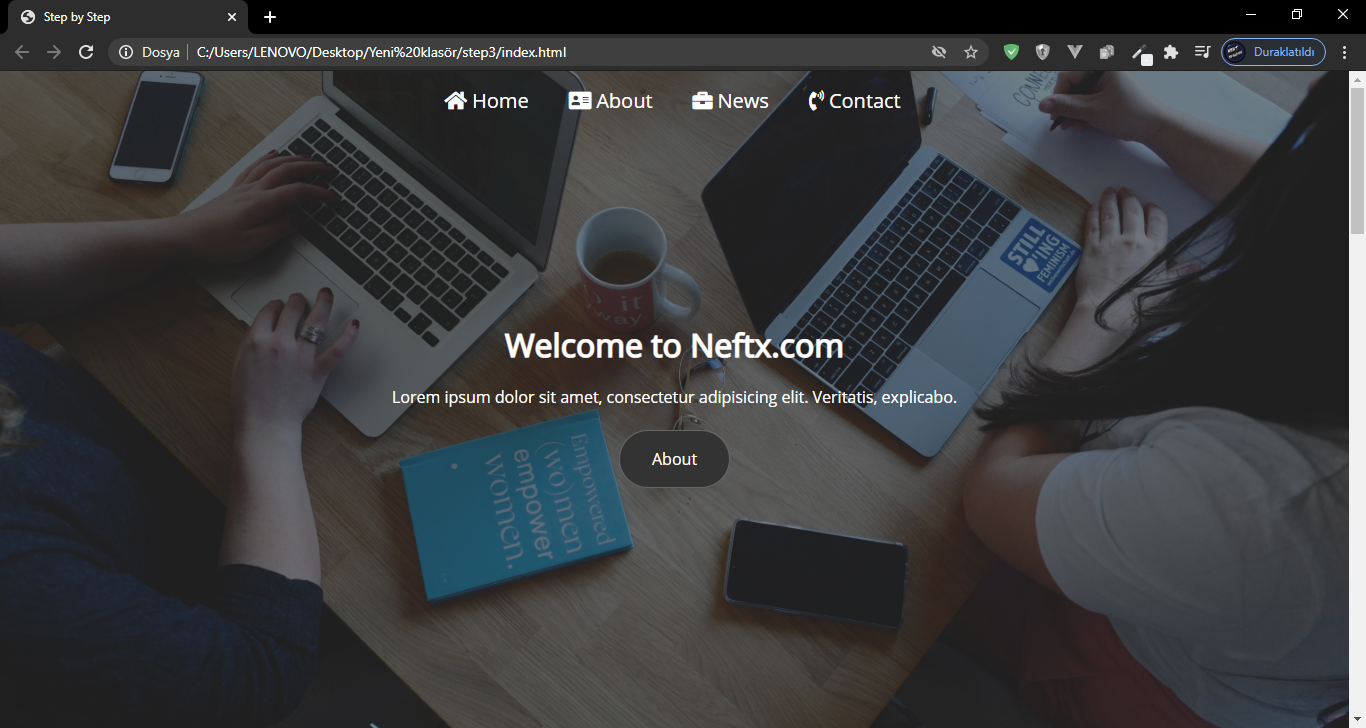 Step by Step
Dosya C:/Users/LENOVO/Desktop/Yeni%20klasör/step3/index.html
Duraklatıldı
Home About News Contact
STILL
'ING
FEMINISM
it
way
Welcome to Neftx.com
Lorem ipsum dolor sit amet, consectetur adipisicing elit. Veritatis, explicabo.
About
Empowered
(wo)men
empower
women.